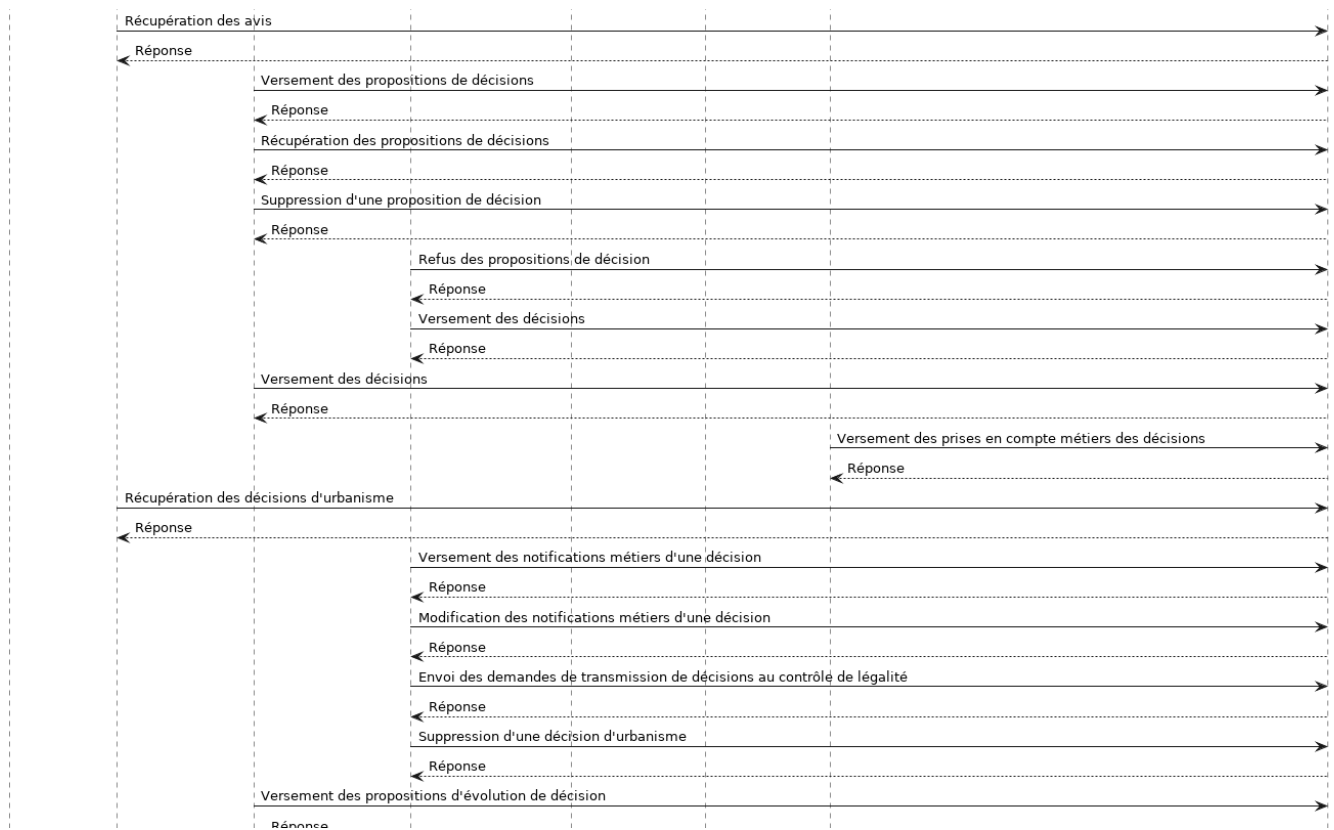 Récupération des avis
Réponse
Versement des propositions de décisions
Réponse
Récupération des propositions de décisions
Réponse
Suppression d'une proposition de décision
Réponse
Refus des propositions de décision
Réponse
Versement des décisions
Réponse
Versement des décisions
Réponse
Versement des prises en compte métiers des décisions
Réponse
Récupération des décisions d'urbanisme
Réponse
Versement des notifications métiers d'une décision
Réponse
Modification des notifications métiers d'une décision
Réponse
Envoi des demandes de transmission de décisions au contrôle de légalité
Réponse
Suppression d'une décision d'urbanisme
Réponse
Versement des propositions d'évolution de décision
Réponse